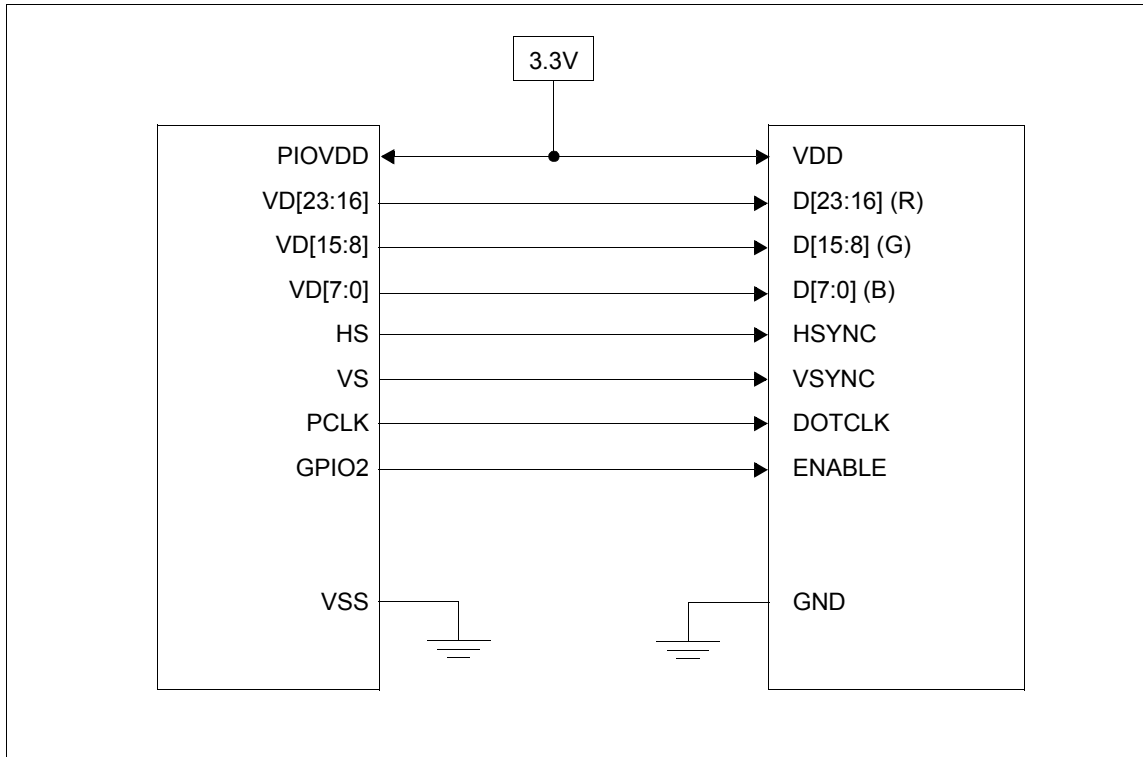 3.3V
PIOVDD VDD
VD[23:16] D[23:16] (R)
VD[15:8] D[15:8] (G)
VD[7:0] D[7:0] (B)
HS HSYNC
VS VSYNC
PCLK DOTCLK
GPIO2 ENABLE
VSS GND